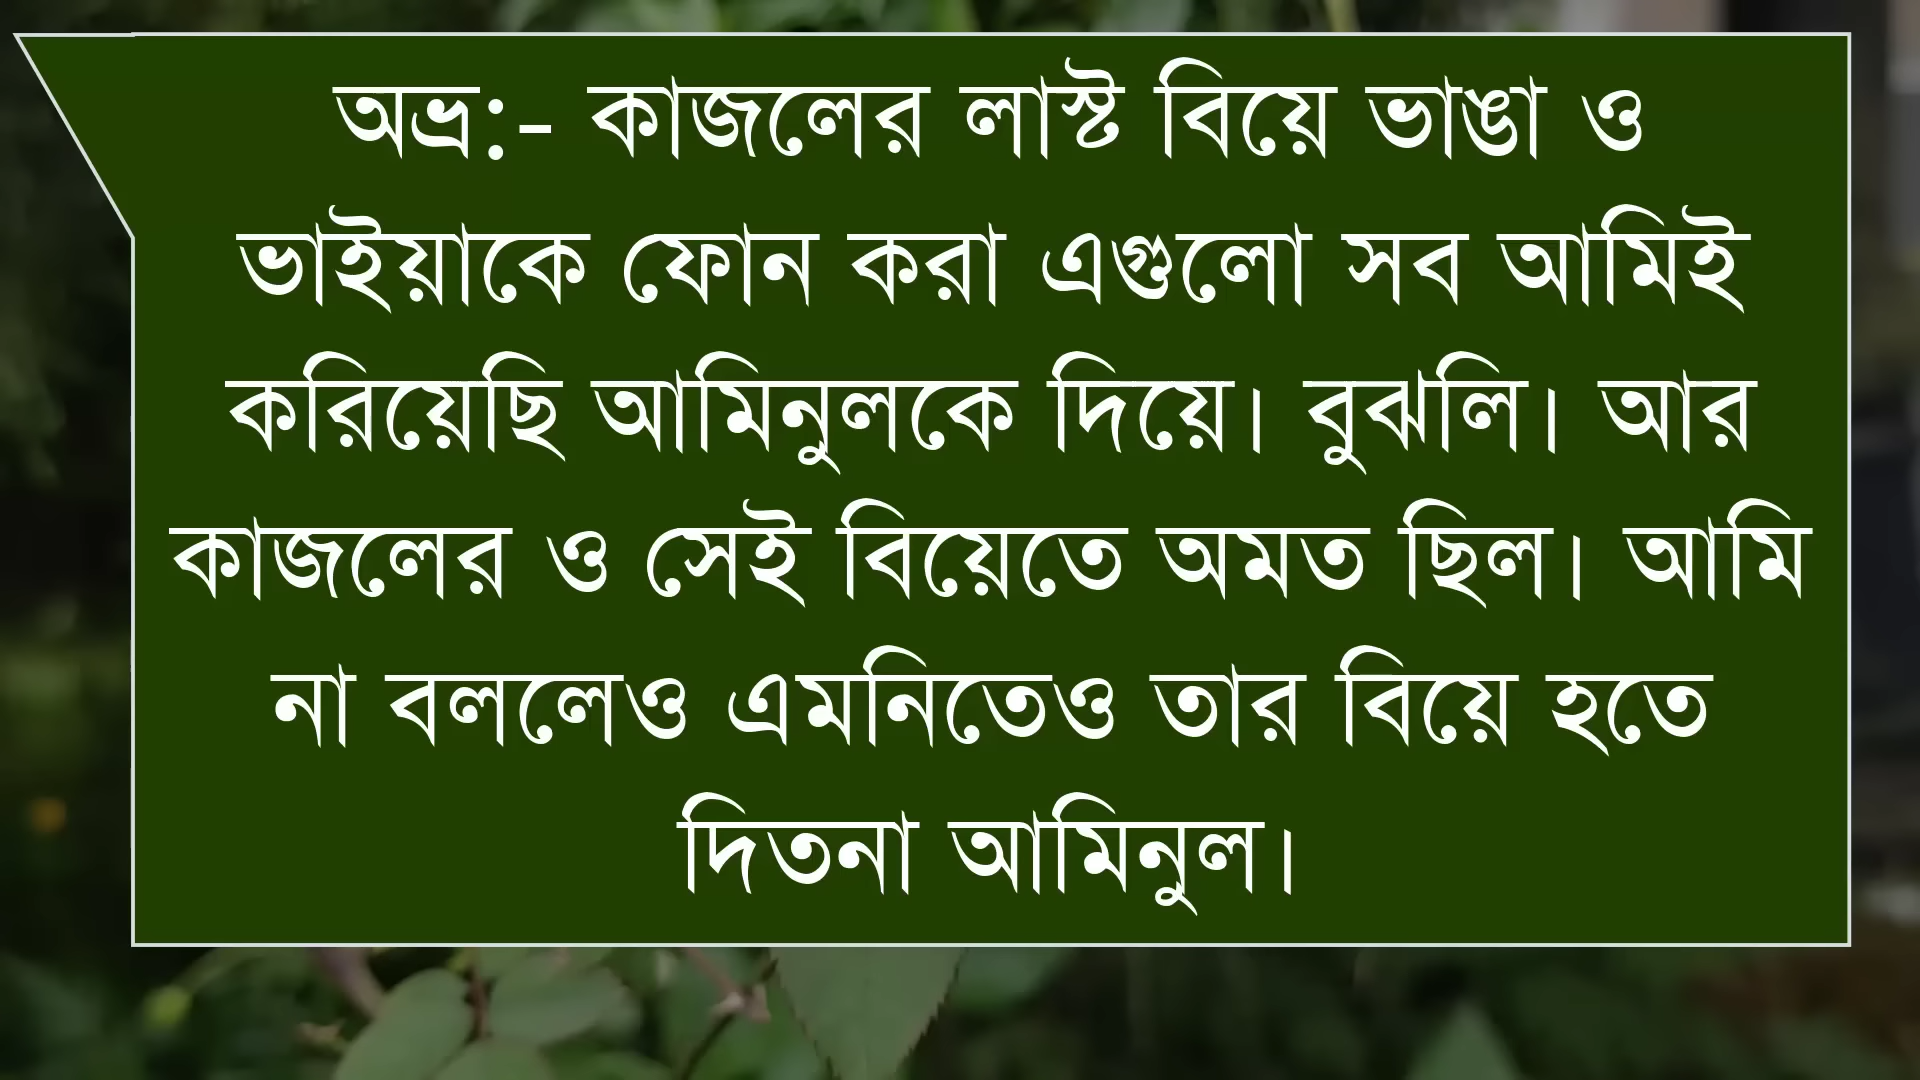 অভ্র:- কাজলের লাস্ট বিয়ে ভাঙা ও
ভাইয়াকে ফোন করা এগুলো সব আমিই
করিয়েছি আমিনুলকে দিয়ে। বুঝলি। আর
কাজলের ও সেই বিয়েতে অমত ছিল। আমি
না বললেও এমনিতেও তার বিয়ে হতে
দিতনা আমিনুল।